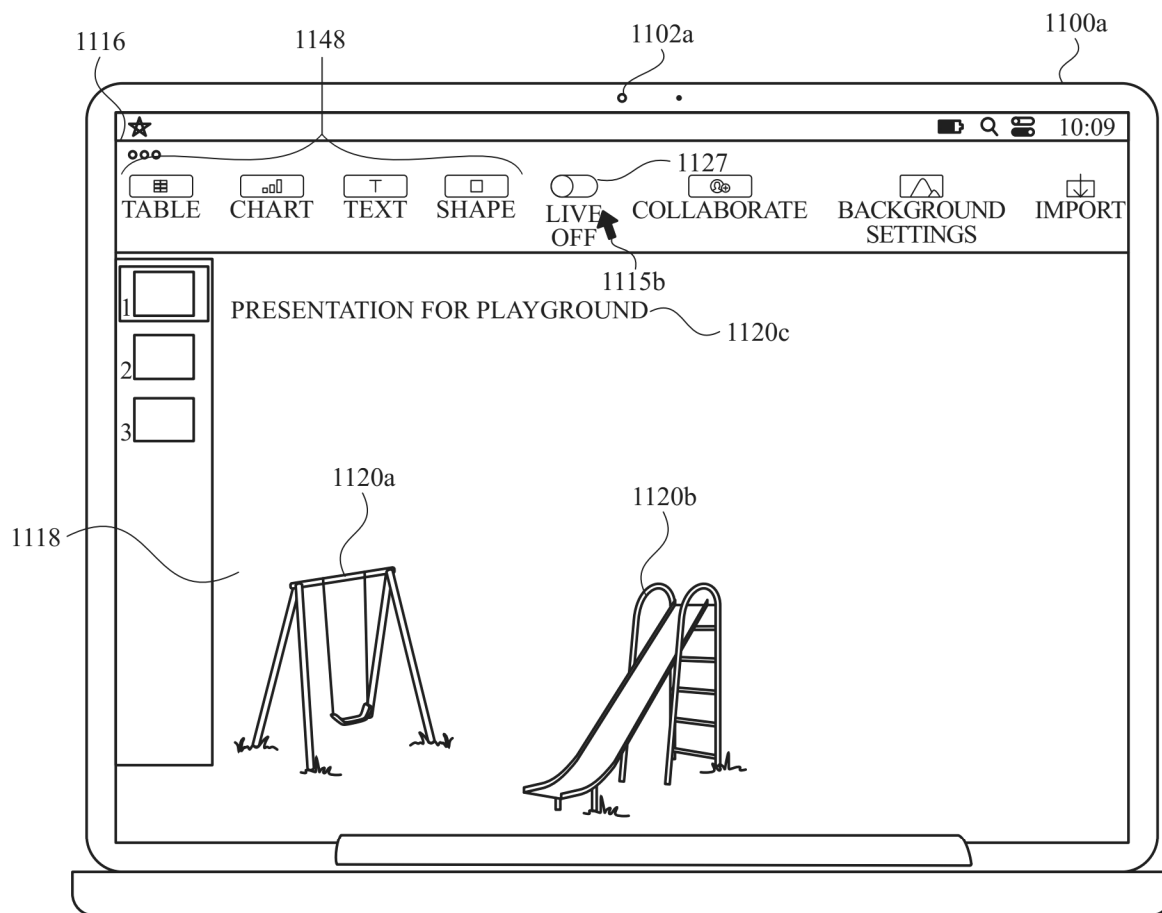 1100a
1102a
1116
1148
10:09
1127
TABLE CHART TEXT SHAPE LIVE OFF COLLABORATE BACKGROUND SETTINGS IMPORT
1115b
1
PRESENTATION FOR PLAYGROUND
1120c
2
3
1120a
1120b
1118